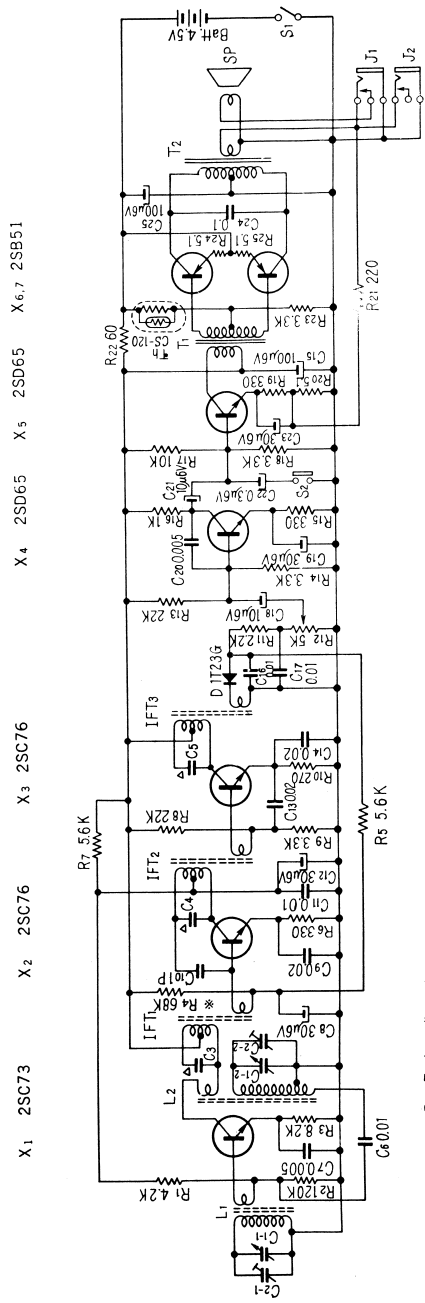 X1 2SC73
X2 2SC76
X3 2SC76
X4 2SD65
X5 2SD65
X6,7 2SB51
R7 5.6K
R1 4.2K
L2
IFT1
C3
C1-2
C2-2
R4 68K
※
C10 1P
IFT2
C4
R8 22K
C5
IFT3
D 1T23G
R13 22K
C20 0.005
R16 1K
C21
10μ6V
R17 10K
R22 60
Th
CS-120
T1
R24 5.1
R25 5.1
C24
0.1
C25
100μ6V
T2
SP
Batt. 4.5V
S1
L1
C1-1
C2-1
R2 120K
C7 0.005
R3 8.2K
C6 0.01
C8 30μ6V
C9 0.02
R6 330
C11 0.01
C12 30μ6V
R9 3.3K
C13 002
R10 270
C14 0.02
C16
0.01
C17
0.01
R11 2.2K
R12 5K
C18 10μ6V
R14 3.3K
C19 30μ6V
R15 330
S2
C22 0.3μ6V
R18 3.3K
C23 30μ6V
R19 330
R20 5.1
C15
100μ6V
R23 3.3K
R21 220
J1
J2
R5 5.6K